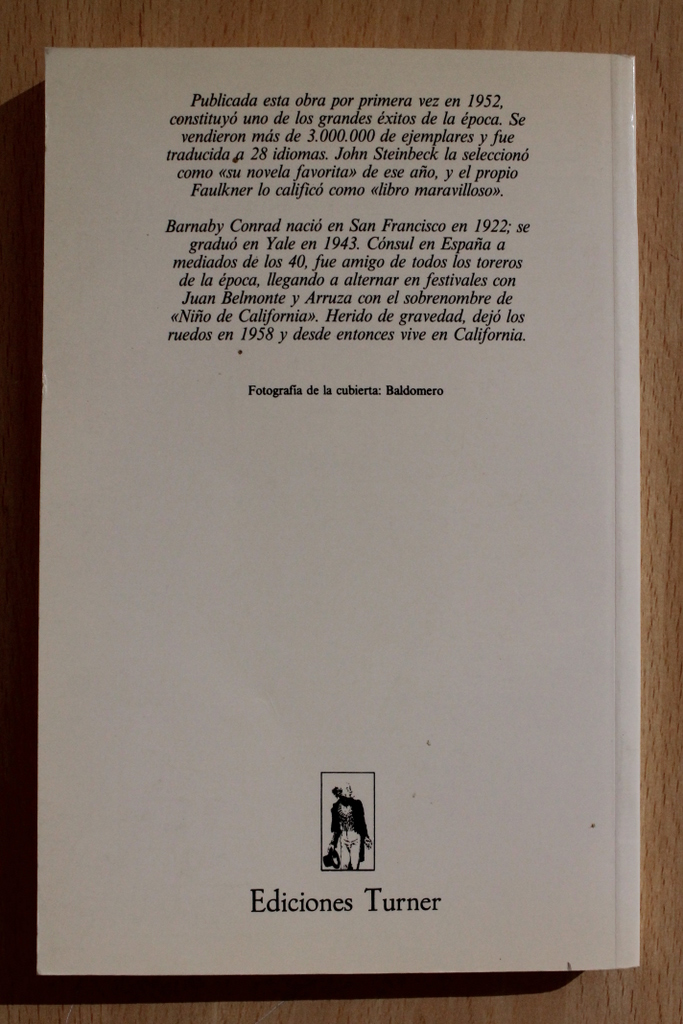 Publicada esta obra por primera vez en 1952,
constituyó uno de los grandes éxitos de la época. Se
vendieron más de 3.000.000 de ejemplares y fue
traducida a 28 idiomas. John Steinbeck la seleccionó
como «su novela favorita» de ese año, y el propio
Faulkner lo calificó como «libro maravilloso».
Barnaby Conrad nació en San Francisco en 1922; se
graduó en Yale en 1943. Cónsul en España a
mediados de los 40, fue amigo de todos los toreros
de la época, llegando a alternar en festivales con
Juan Belmonte y Arruza con el sobrenombre de
«Niño de California». Herido de gravedad, dejó los
ruedos en 1958 y desde entonces vive en California.
Fotografía de la cubierta: Baldomero
Ediciones Turner